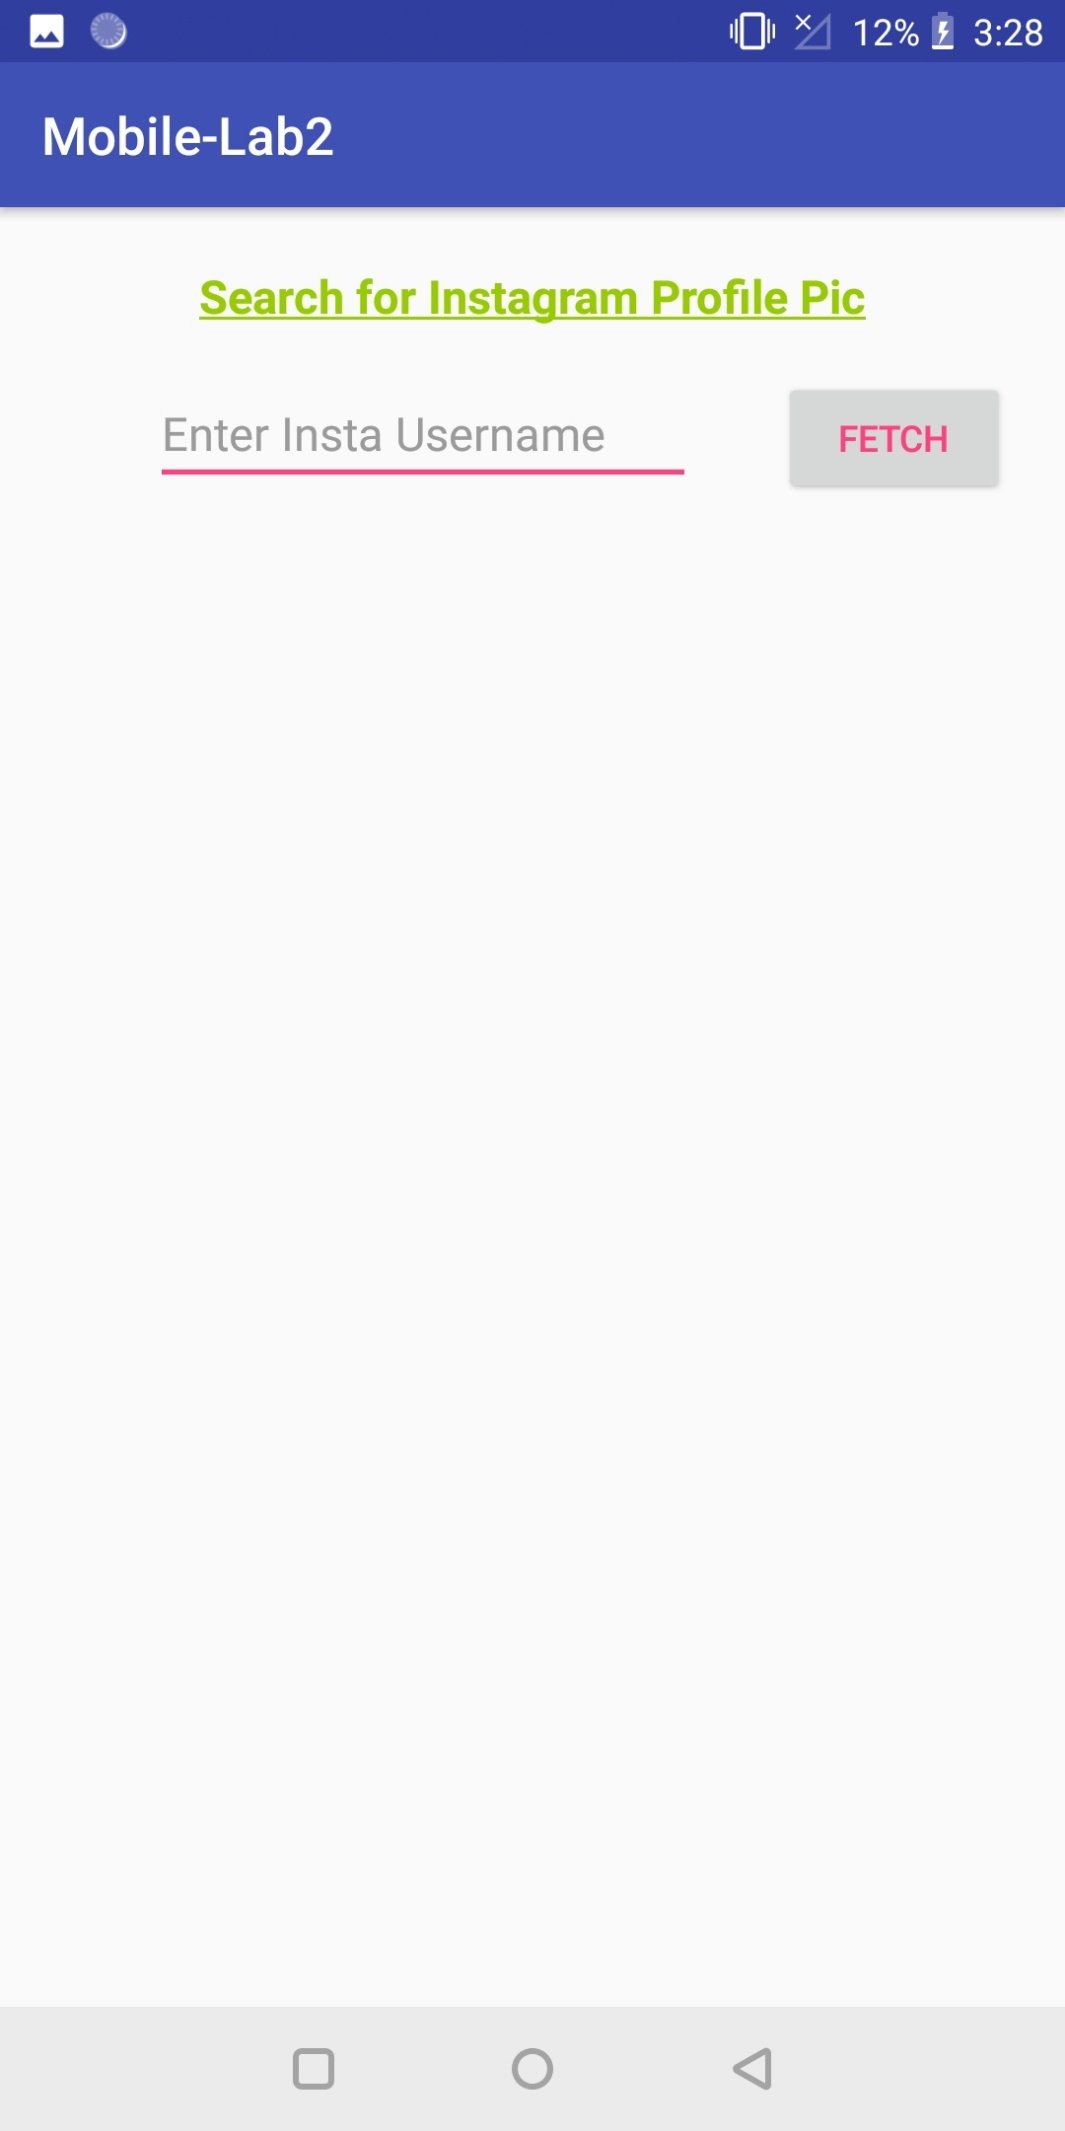 12% 3:28
Mobile-Lab2
Search for Instagram Profile Pic
Enter Insta Username
FETCH